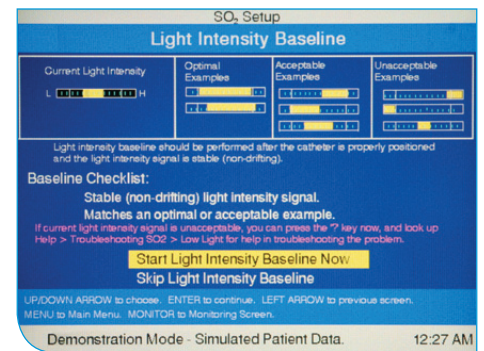 SO₂ Setup
Light Intensity Baseline
Current Light Intensity
L H
Optimal
Examples
Acceptable
Examples
Unacceptable
Examples
Light intensity baseline should be performed after the catheter is properly positioned
and the light intensity signal is stable (non-drifting).
Baseline Checklist:
Stable (non-drifting) light intensity signal.
Matches an optimal or acceptable example.
If current light intensity signal is unacceptable, you can press the '?' key now, and look up
Help > Troubleshooting SO2 > Low Light for help in troubleshooting the problem.
Start Light Intensity Baseline Now
Skip Light Intensity Baseline
UP/DOWN ARROW to choose. ENTER to continue. LEFT ARROW to previous screen.
MENU to Main Menu. MONITOR to Monitoring Screen.
Demonstration Mode - Simulated Patient Data. 12:27 AM